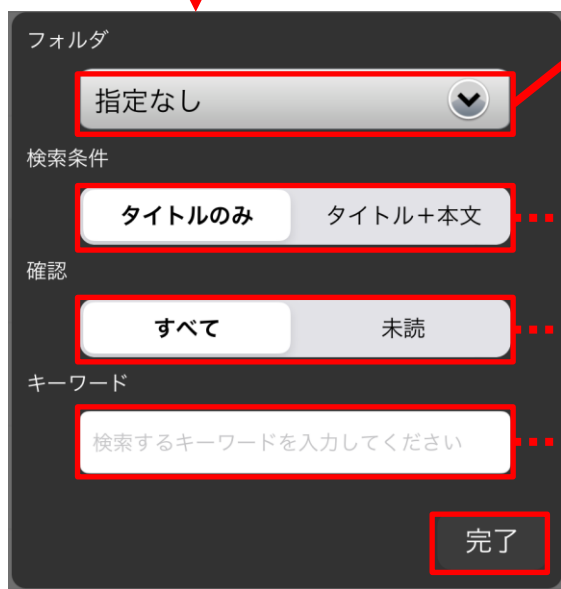 フォルダ
指定なし
検索条件
タイトルのみ タイトル+本文
確認
すべて 未読
キーワード
検索するキーワードを入力してください
完了